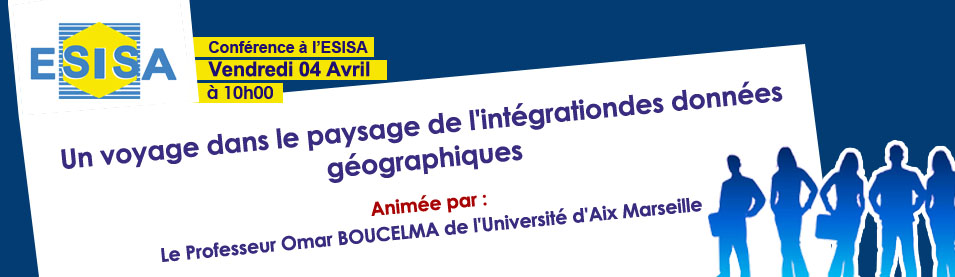 ESISA
Conférence à l'ESISA
Vendredi 04 Avril
à 10h00
Un voyage dans le paysage de l'intégrationdes données
géographiques
Animée par :
Le Professeur Omar BOUCELMA de l'Université d'Aix Marseille